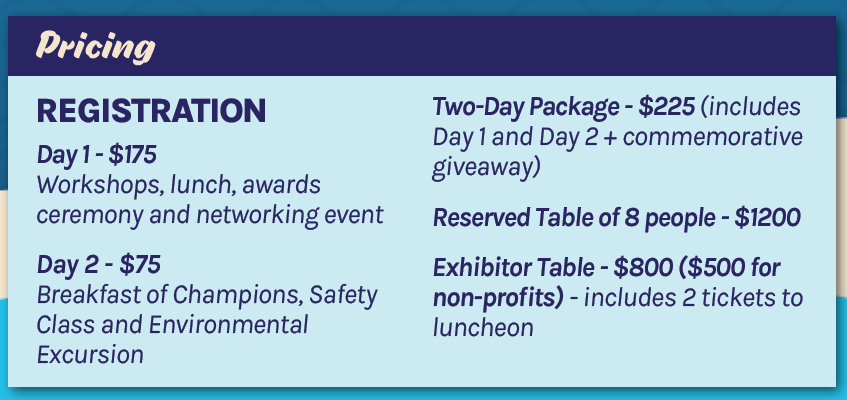 Pricing
REGISTRATION
Day 1 - $175
Workshops, lunch, awards
ceremony and networking event
Day 2 - $75
Breakfast of Champions, Safety
Class and Environmental
Excursion
Two-Day Package - $225 (includes
Day 1 and Day 2 + commemorative
giveaway)
Reserved Table of 8 people - $1200
Exhibitor Table - $800 ($500 for
non-profits) - includes 2 tickets to
luncheon